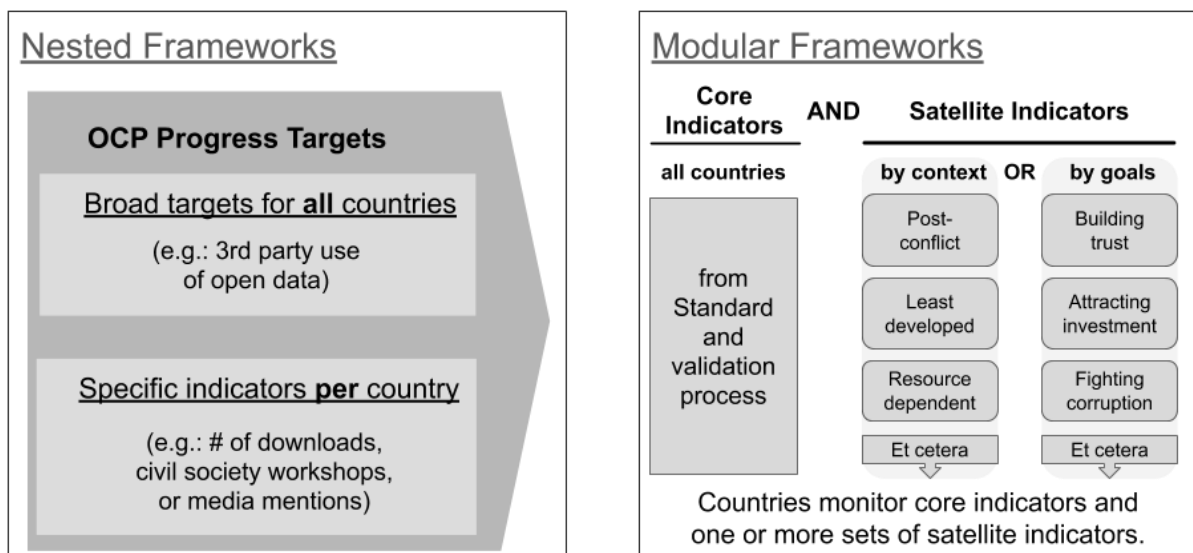 Nested Frameworks
OCP Progress Targets
Broad targets for all countries
(e.g.: 3rd party use
of open data)
Specific indicators per country
(e.g.: # of downloads,
civil society workshops,
or media mentions)
Modular Frameworks
Core
Indicators
AND
Satellite Indicators
all countries
by context OR by goals
from
Standard
and
validation
process
Post-
conflict
Least
developed
Resource
dependent
Et cetera
Building
trust
Attracting
investment
Fighting
corruption
Et cetera
Countries monitor core indicators and
one or more sets of satellite indicators.